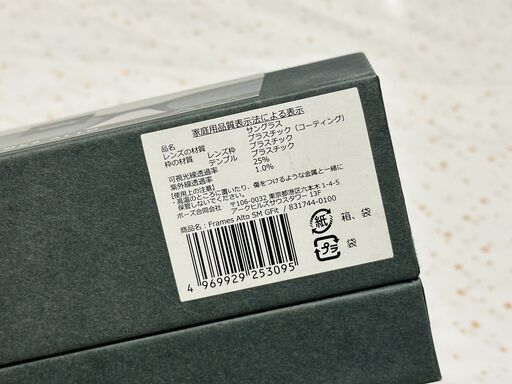 家庭用品質表示法による表示
品名 サングラス
レンズの材質 プラスチック（コーティング）
枠の材質 レンズ枠 プラスチック
テンプル プラスチック
可視光線透過率 25%
紫外線透過率 1.0%
【使用上の注意】
・高温のところに置いたり、傷をつけるような金属と一緒に
保管しないでください。
ボーズ合同会社 〒106-0032 東京都港区六本木 1-4-5
アークヒルズサウスタワー 13F
商品名：Frames Alto SM GFit / 831744-0100
紙 箱、袋
プラ 袋
4 969929 253095